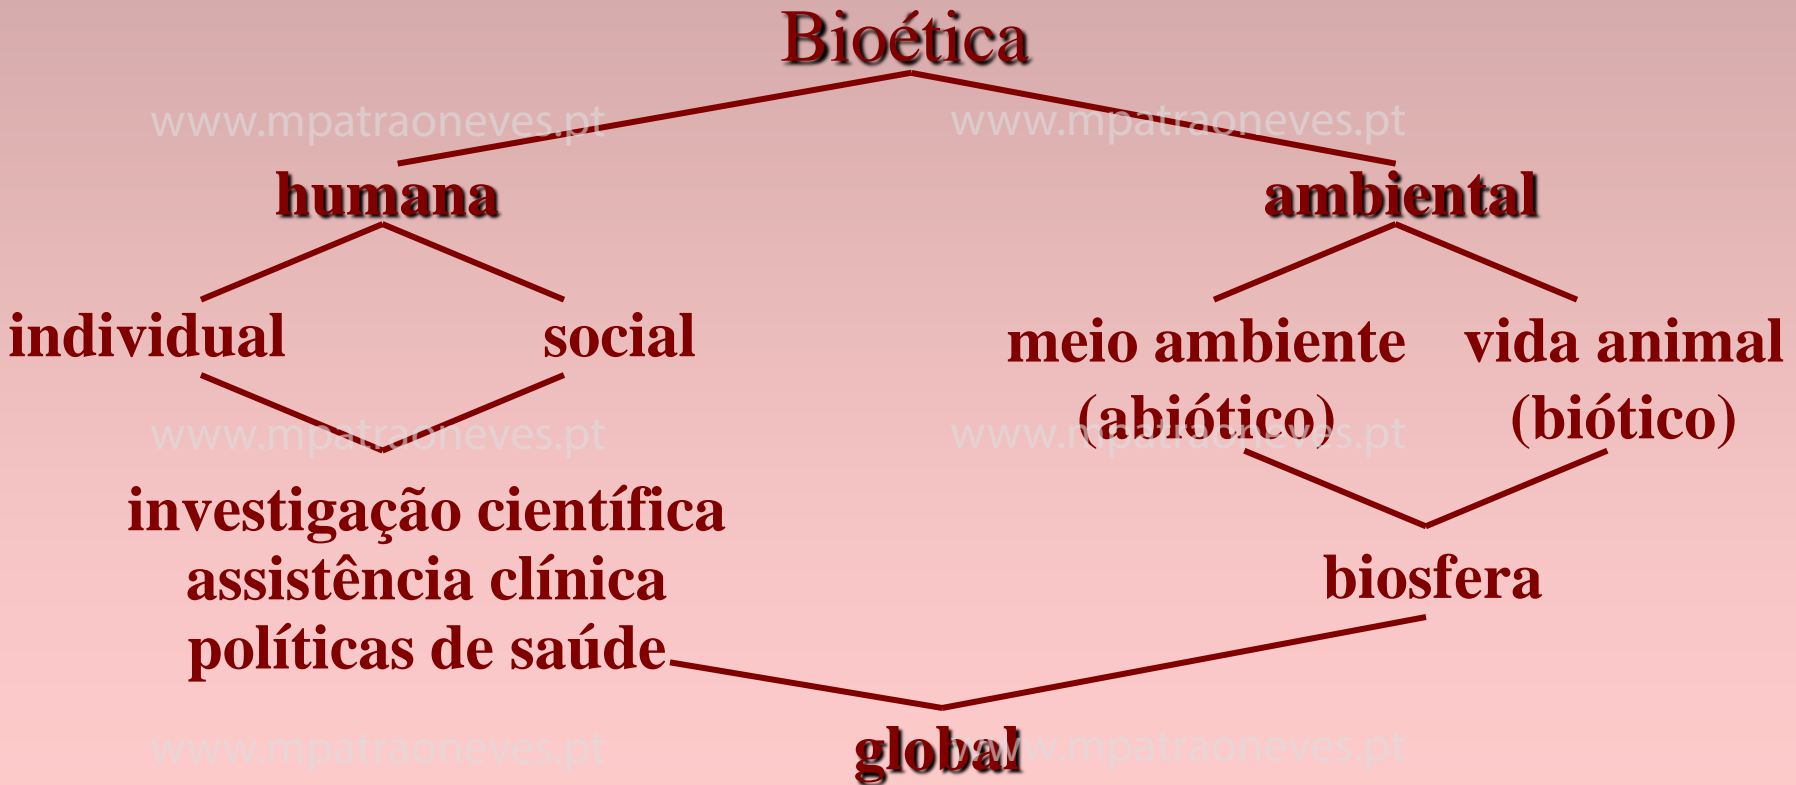 Bioética
www.mpatraoneves.pt www.mpatraoneves.pt
humana ambiental
individual social meio ambiente vida animal
(abiótico) (biótico)
www.mpatraoneves.pt www.mpatraoneves.pt
investigação científica
assistência clínica biosfera
políticas de saúde
global
www.mpatraoneves.pt www.mpatraoneves.pt